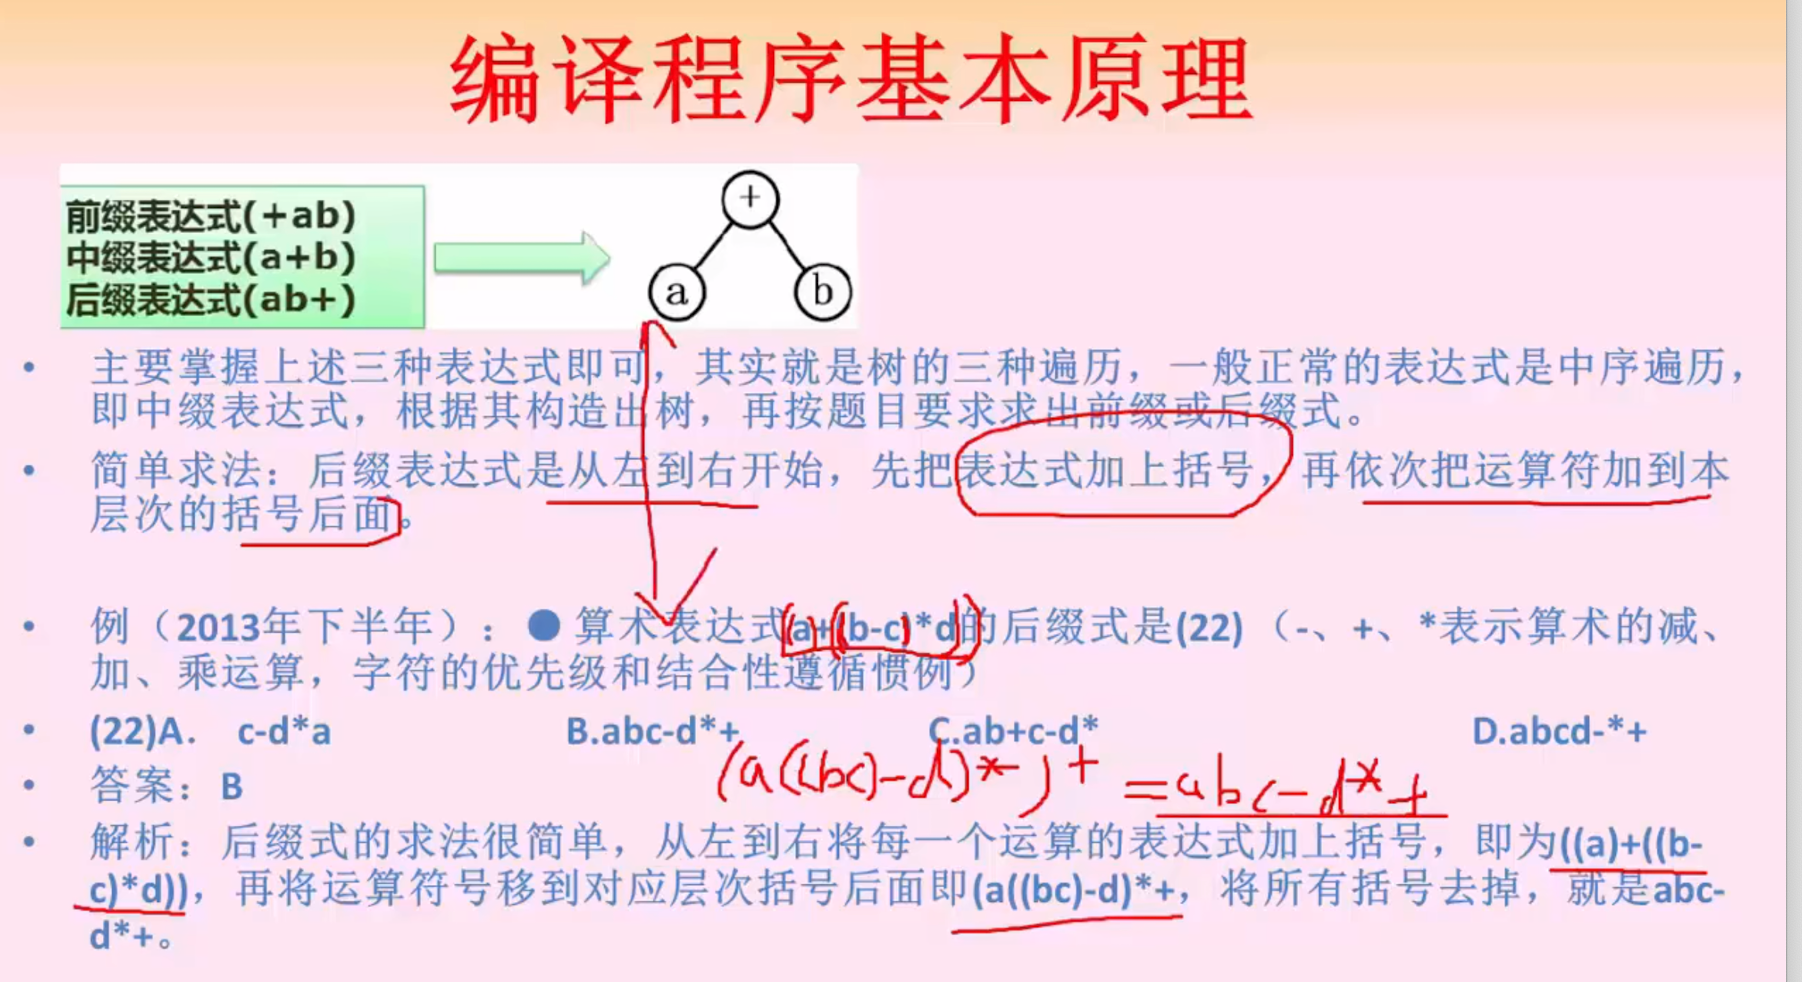 编译程序基本原理
前缀表达式(+ab)
中缀表达式(a+b)
后缀表达式(ab+)
+
a
b
• 主要掌握上述三种表达式即可，其实就是树的三种遍历，一般正常的表达式是中序遍历，
即中缀表达式，根据其构造出树，再按题目要求求出前缀或后缀式。
• 简单求法：后缀表达式是从左到右开始，先把表达式加上括号，再依次把运算符加到本
层次的括号后面。
• 例（2013年下半年）：● 算术表达式(a+((b-c)*d))的后缀式是(22)（-、+、*表示算术的减、
加、乘运算，字符的优先级和结合性遵循惯例）
• (22)A． c-d*a B.abc-d*+ C.ab+c-d* D.abcd-*+
• 答案：B
(a((bc)-d)*)+ =abc-d*+
• 解析：后缀式的求法很简单，从左到右将每一个运算的表达式加上括号，即为((a)+((b-
c)*d))，再将运算符号移到对应层次括号后面即(a((bc)-d)*+，将所有括号去掉，就是abc-
d*+。